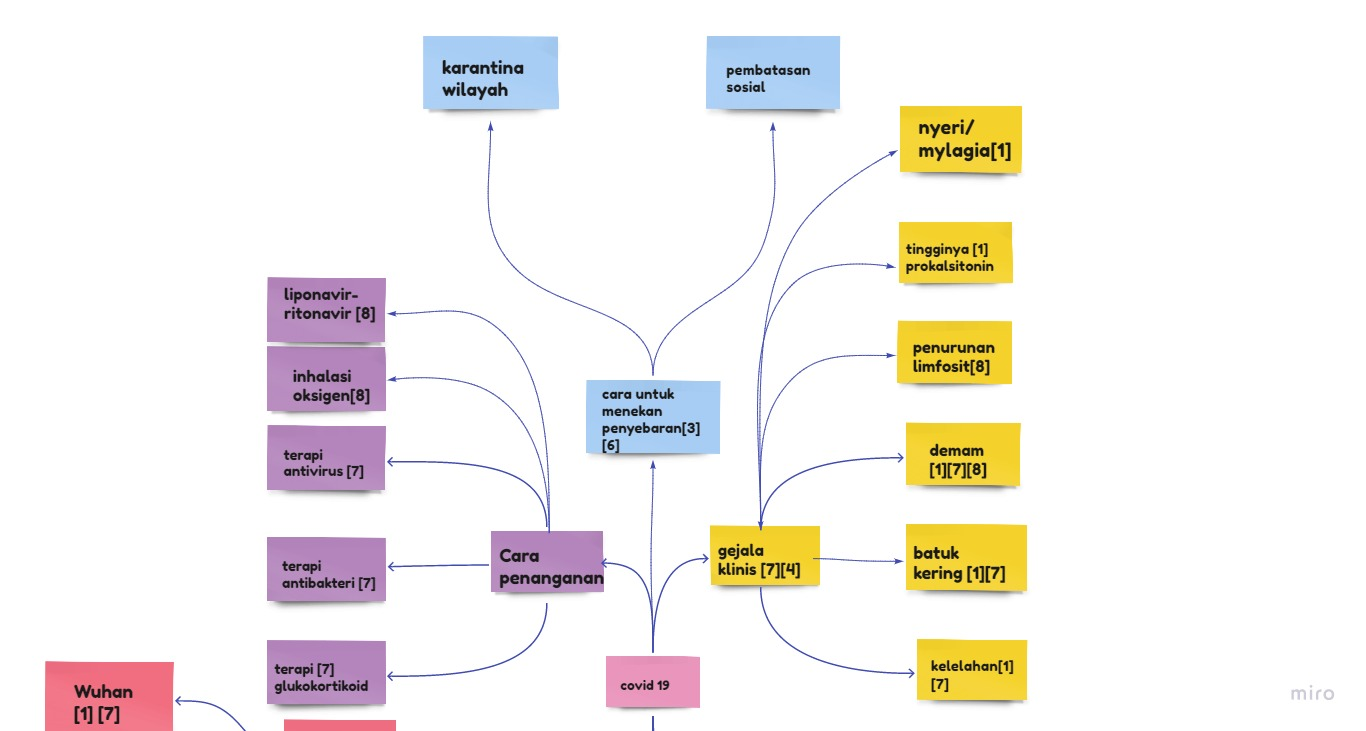 karantina
wilayah
pembatasan
sosial
nyeri/
mylagia[1]
tingginya [1]
prokalsitonin
liponavir-
ritonavir [8]
penurunan
limfosit[8]
inhalasi
oksigen[8]
cara untuk
menekan
penyebaran[3]
[6]
terapi
antivirus [7]
demam
[1][7][8]
Cara
penanganan
gejala
klinis [7][4]
batuk
kering [1][7]
terapi
antibakteri [7]
terapi [7]
glukokortikoid
covid 19
kelelahan[1]
[7]
Wuhan
[1] [7]
miro